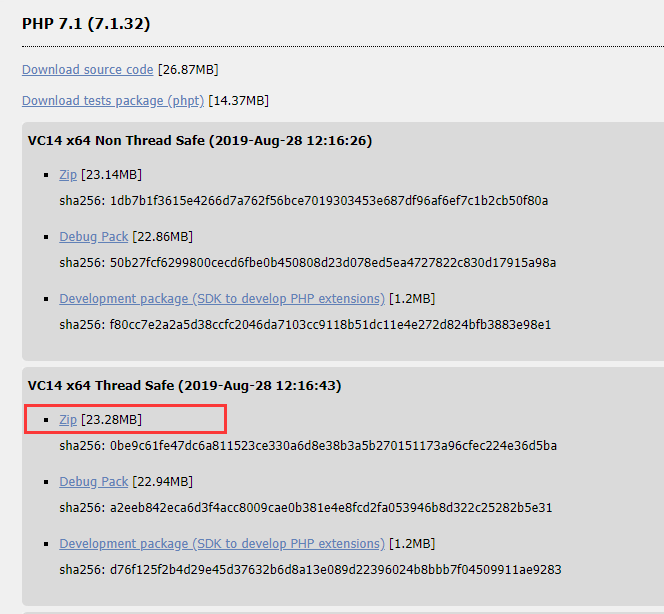 PHP 7.1 (7.1.32)
Download source code [26.87MB]
Download tests package (phpt) [14.37MB]
VC14 x64 Non Thread Safe (2019-Aug-28 12:16:26)
Zip [23.14MB]
sha256: 1db7b1f3615e4266d7a762f56bce7019303453e687df96af6ef7c1b2cb50f80a
Debug Pack [22.86MB]
sha256: 50b27fcf6299800cecd6fbe0b450808d23d078ed5ea4727822c830d17915a98a
Development package (SDK to develop PHP extensions) [1.2MB]
sha256: f80cc7e2a2a5d38ccfc2046da7103cc9118b51dc11e4e272d824bfb3883e98e1
VC14 x64 Thread Safe (2019-Aug-28 12:16:43)
Zip [23.28MB]
sha256: 0be9c61fe47dc6a811523ce330a6d8e38b3a5b270151173a96cfec224e36d5ba
Debug Pack [22.94MB]
sha256: a2eeb842eca6d3f4acc8009cae0b381e4e8fcd2fa053946b8d322c25282b5e31
Development package (SDK to develop PHP extensions) [1.2MB]
sha256: d76f125f2b4d29e45d37632b6d8a13e089d22396024b8bbb7f04509911ae9283